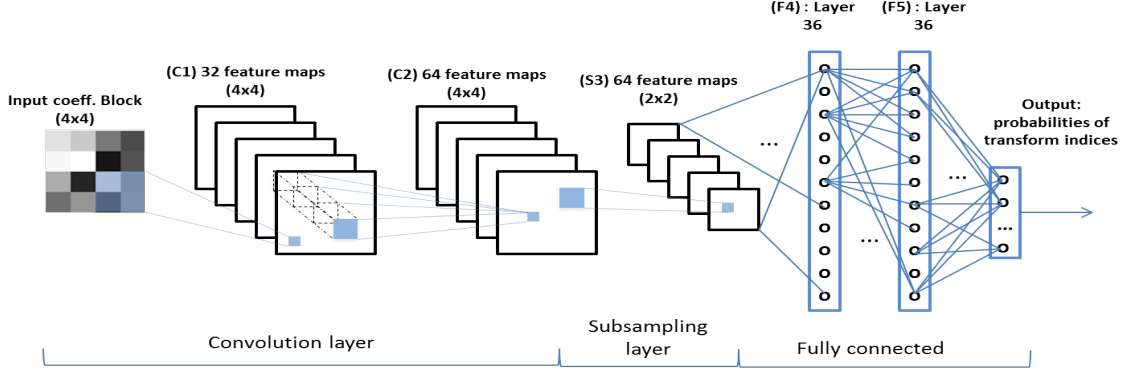 Input coeff. Block
(4x4)
(C1) 32 feature maps
(4x4)
(C2) 64 feature maps
(4x4)
(S3) 64 feature maps
(2x2)
(F4) : Layer
36
(F5) : Layer
36
Output:
probabilities of
transform indices
...
...
...
...
Convolution layer
Subsampling
layer
Fully connected